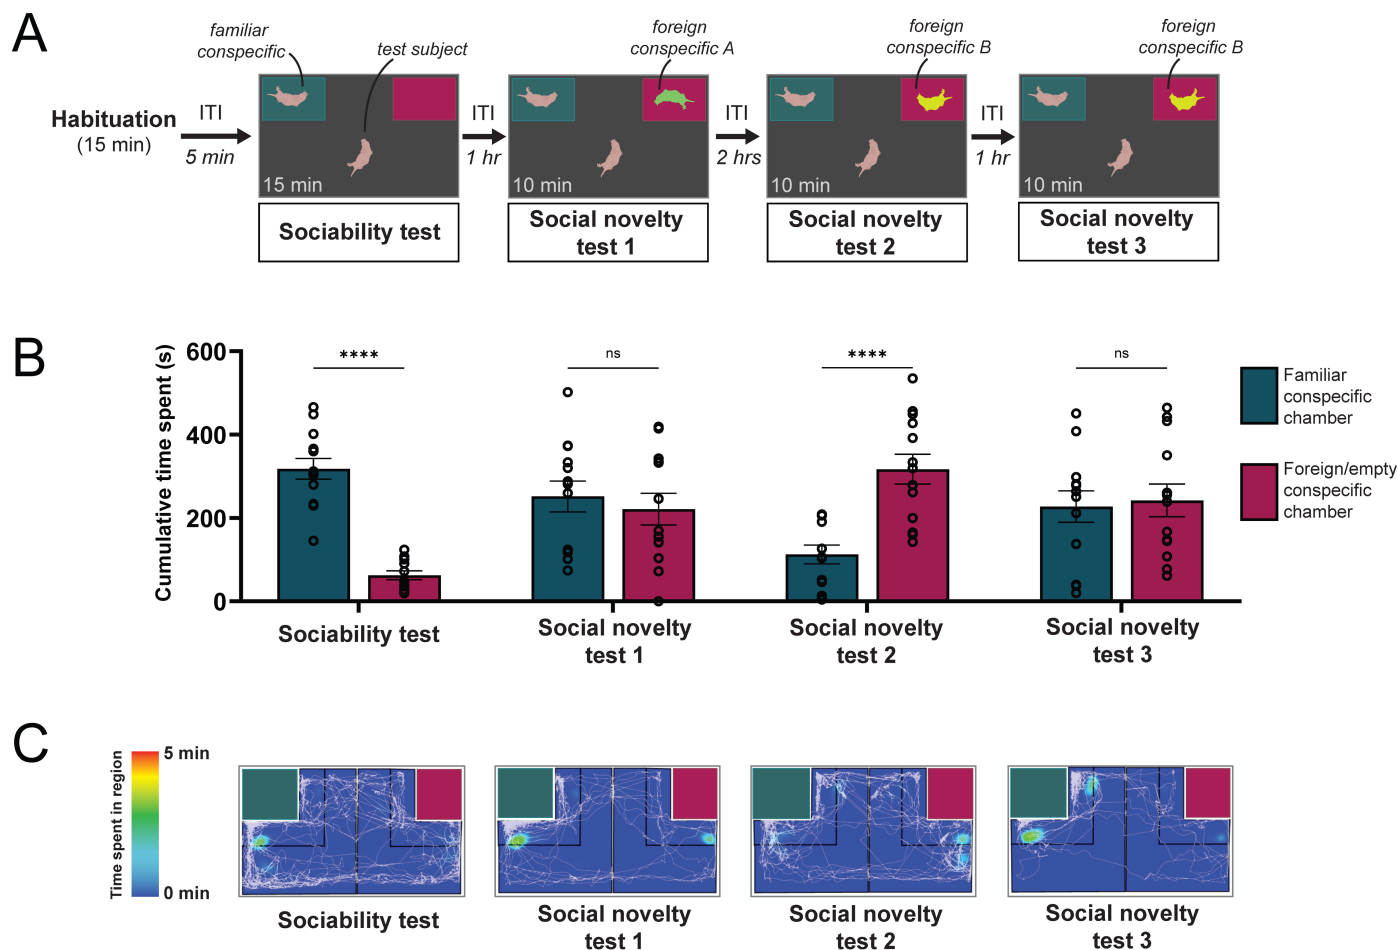 A
familiar
conspecific
test subject
foreign
conspecific A
foreign
conspecific B
foreign
conspecific B
Habituation
(15 min)
ITI
5 min
ITI
1 hr
ITI
2 hrs
ITI
1 hr
15 min
10 min
10 min
10 min
Sociability test
Social novelty
test 1
Social novelty
test 2
Social novelty
test 3
B
Cumulative time spent (s)
600
400
200
0
****
ns
****
ns
Familiar
conspecific
chamber
Foreign/empty
conspecific
chamber
Sociability test
Social novelty
test 1
Social novelty
test 2
Social novelty
test 3
C
Time spent in region
5 min
0 min
Sociability test
Social novelty
test 1
Social novelty
test 2
Social novelty
test 3